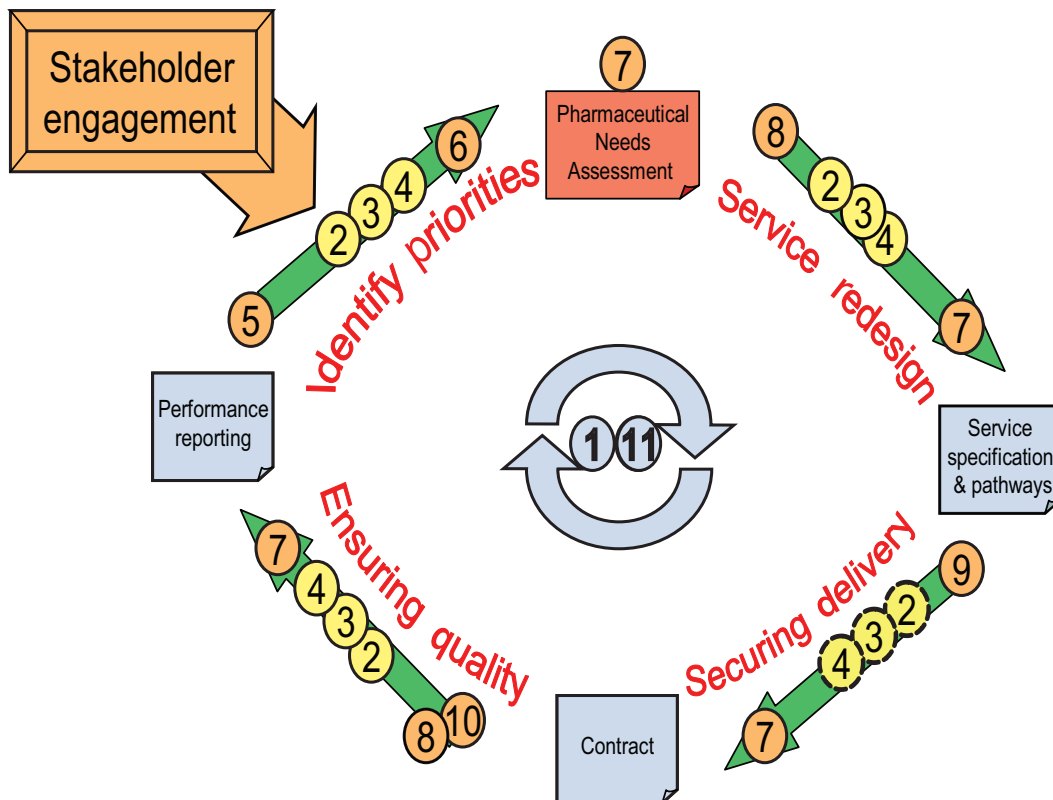 Stakeholder
engagement
7
Pharmaceutical
Needs
Assessment
5
2
3
4
6
Identify priorities
8
2
3
4
7
Service redesign
Performance
reporting
1 11
Service
specification
& pathways
7
4
3
2
8
10
Ensuring quality
9
2
3
4
7
Securing delivery
Contract